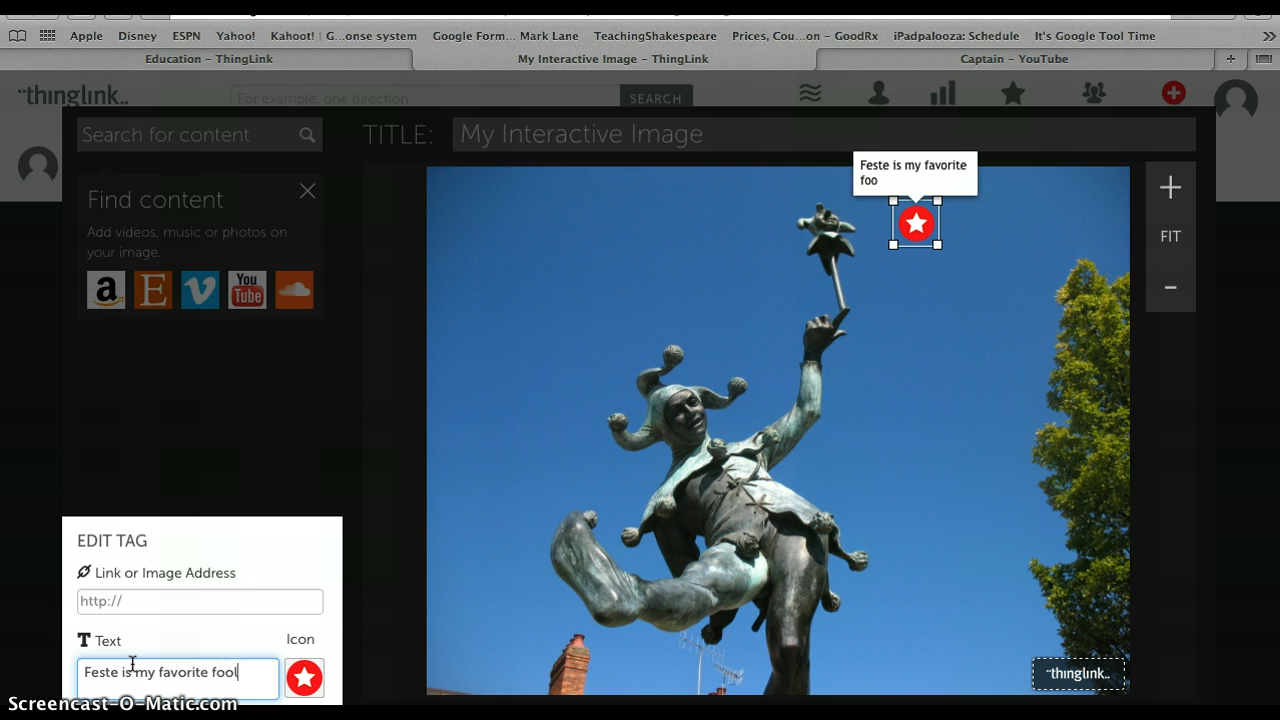 Apple Disney ESPN Yahoo! Kahoot! | G...onse system Google Form... Mark Lane TeachingShakespeare Prices, Cou...on - GoodRx iPadpalooza: Schedule It's Google Tool Time
Education – ThingLink My Interactive Image – ThingLink Captain – YouTube
thinglink.. For example, one direction SEARCH
Search for content TITLE: My Interactive Image
Feste is my favorite
foo
Find content
Add videos, music or photos on
your image.
FIT
a E v You Tube
EDIT TAG
Link or Image Address
http://
Text Icon
Feste is my favorite fool
thinglink..
Screencast-O-Matic.com